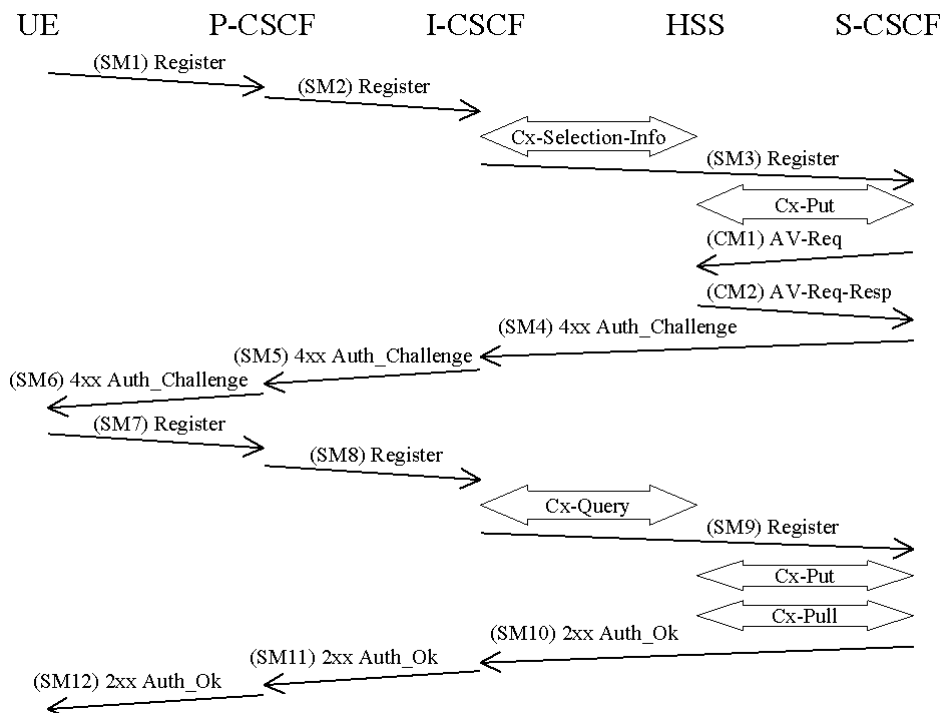 UE P-CSCF I-CSCF HSS S-CSCF
(SM1) Register
(SM2) Register
Cx-Selection-Info
(SM3) Register
Cx-Put
(CM1) AV-Req
(CM2) AV-Req-Resp
(SM4) 4xx Auth_Challenge
(SM5) 4xx Auth_Challenge
(SM6) 4xx Auth_Challenge
(SM7) Register
(SM8) Register
Cx-Query
(SM9) Register
Cx-Put
Cx-Pull
(SM10) 2xx Auth_Ok
(SM11) 2xx Auth_Ok
(SM12) 2xx Auth_Ok